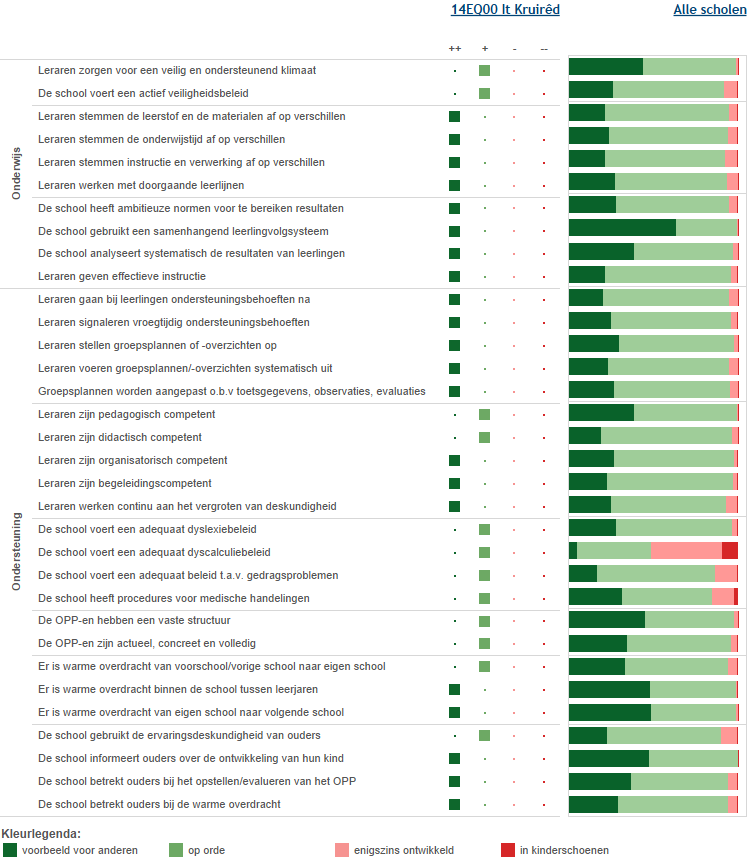 14EQ00 It Kruirêd Alle scholen
++ + - --
Onderwijs
Leraren zorgen voor een veilig en ondersteunend klimaat
De school voert een actief veiligheidsbeleid
Leraren stemmen de leerstof en de materialen af op verschillen
Leraren stemmen de onderwijstijd af op verschillen
Leraren stemmen instructie en verwerking af op verschillen
Leraren werken met doorgaande leerlijnen
De school heeft ambitieuze normen voor te bereiken resultaten
De school gebruikt een samenhangend leerlingvolgsysteem
De school analyseert systematisch de resultaten van leerlingen
Leraren geven effectieve instructie
Ondersteuning
Leraren gaan bij leerlingen ondersteuningsbehoeften na
Leraren signaleren vroegtijdig ondersteuningsbehoeften
Leraren stellen groepsplannen of -overzichten op
Leraren voeren groepsplannen/-overzichten systematisch uit
Groepsplannen worden aangepast o.b.v toetsgegevens, observaties, evaluaties
Leraren zijn pedagogisch competent
Leraren zijn didactisch competent
Leraren zijn organisatorisch competent
Leraren zijn begeleidingscompetent
Leraren werken continu aan het vergroten van deskundigheid
De school voert een adequaat dyslexiebeleid
De school voert een adequaat dyscalculiebeleid
De school voert een adequaat beleid t.a.v. gedragsproblemen
De school heeft procedures voor medische handelingen
De OPP-en hebben een vaste structuur
De OPP-en zijn actueel, concreet en volledig
Er is warme overdracht van voorschool/vorige school naar eigen school
Er is warme overdracht binnen de school tussen leerjaren
Er is warme overdracht van eigen school naar volgende school
De school gebruikt de ervaringsdeskundigheid van ouders
De school informeert ouders over de ontwikkeling van hun kind
De school betrekt ouders bij het opstellen/evalueren van het OPP
De school betrekt ouders bij de warme overdracht
Kleurlegenda:
voorbeeld voor anderen op orde enigszins ontwikkeld in kinderschoenen